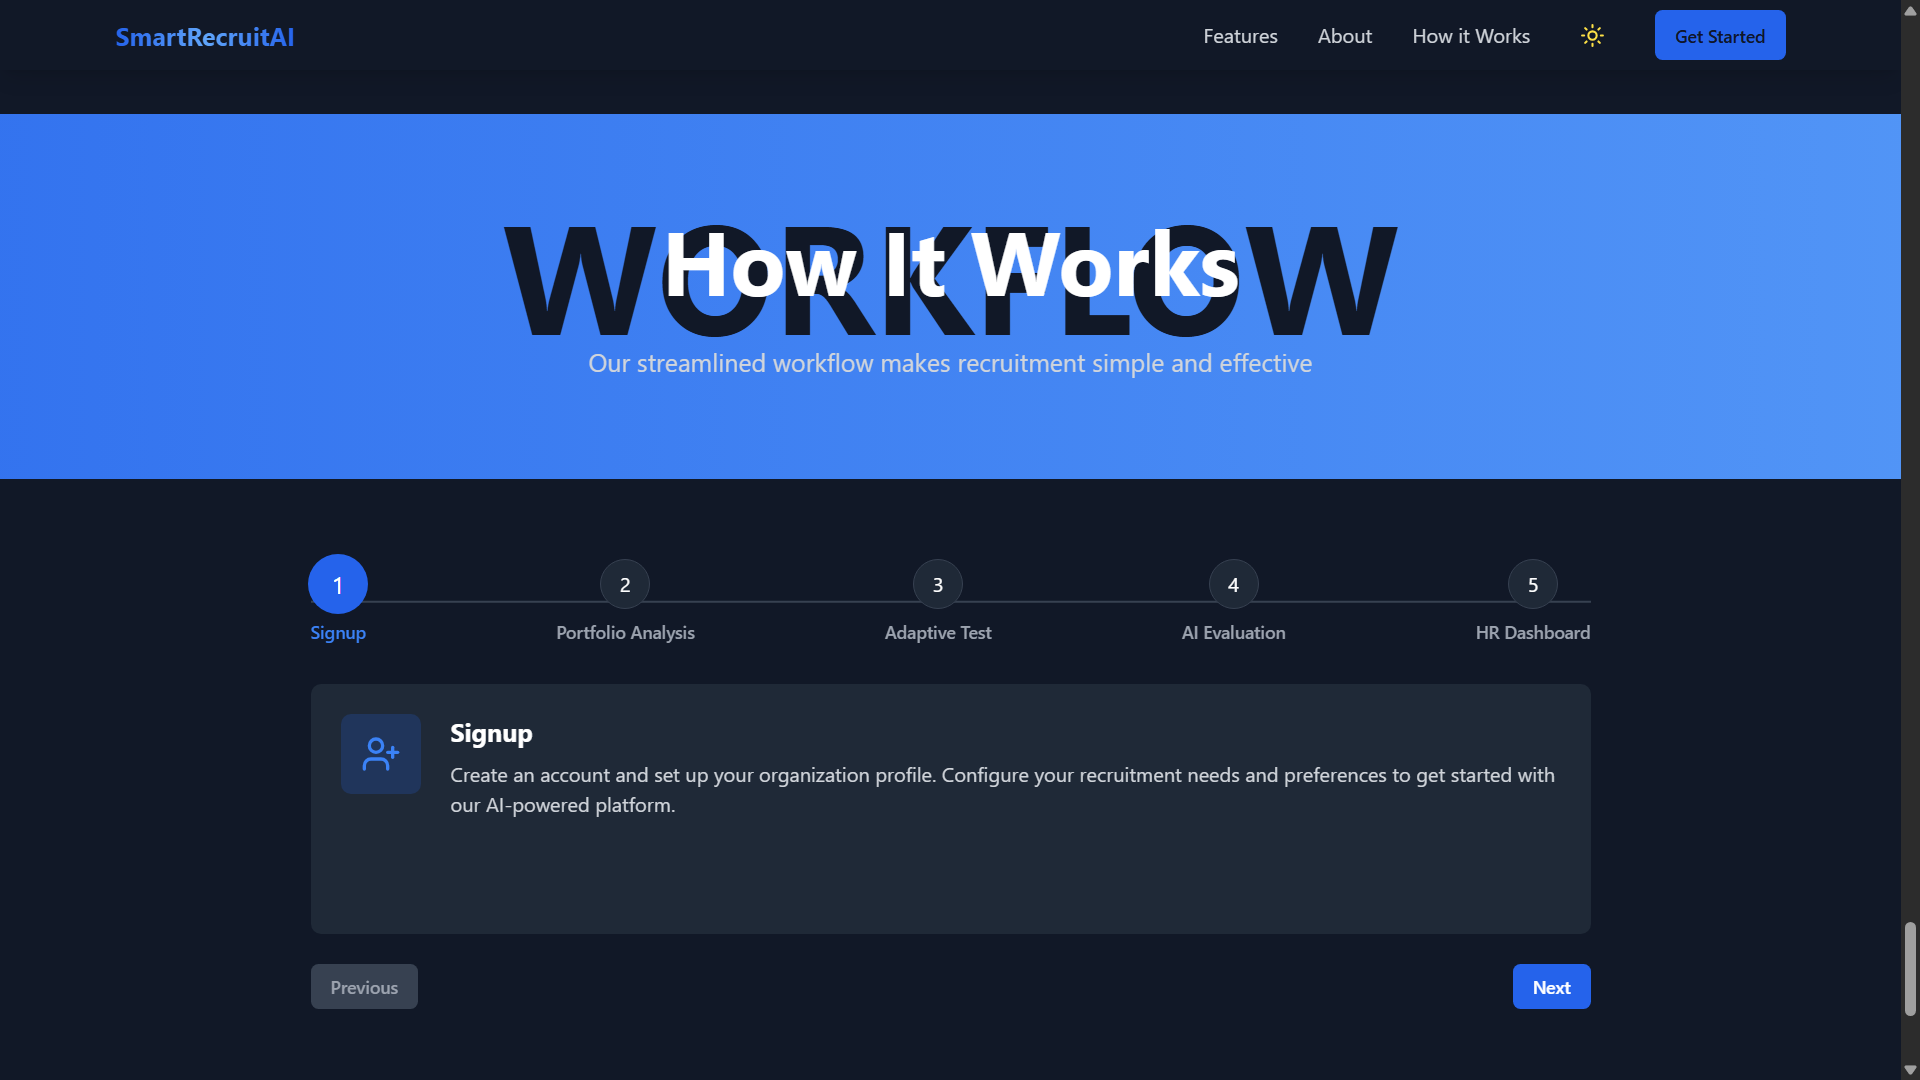 SmartRecruitAI
Features
About
How it Works
Get Started
WORKFLOW
How It Works
Our streamlined workflow makes recruitment simple and effective
1
2
3
4
5
Signup
Portfolio Analysis
Adaptive Test
AI Evaluation
HR Dashboard
Signup
Create an account and set up your organization profile. Configure your recruitment needs and preferences to get started with
our AI-powered platform.
Previous
Next